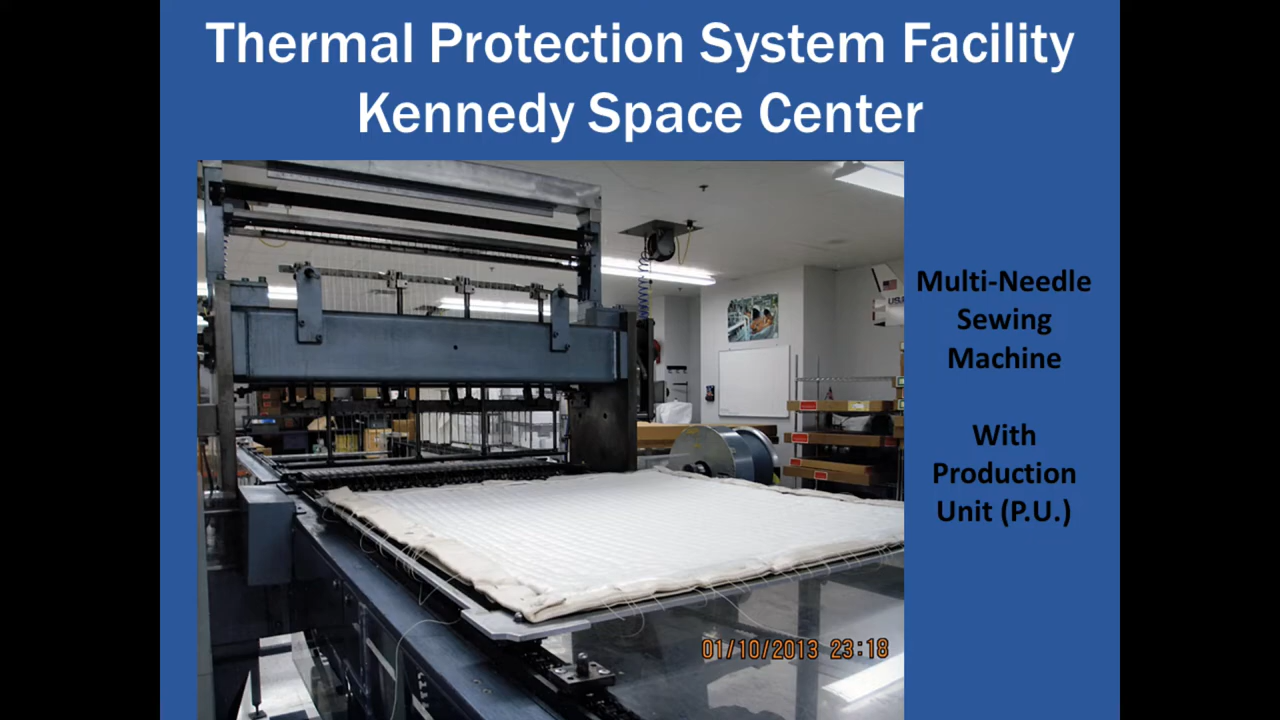 Thermal Protection System Facility
Kennedy Space Center
Multi-Needle
Sewing
Machine
With
Production
Unit (P.U.)
01/10/2013 23:18